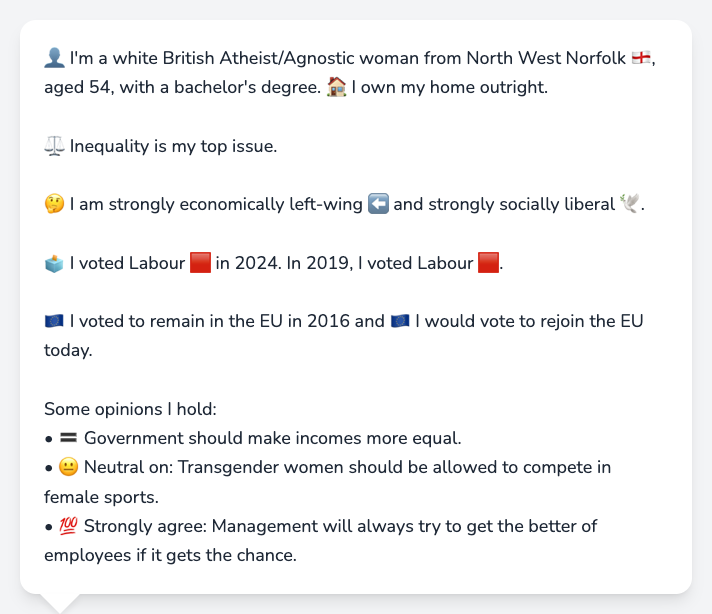 👤 I'm a white British Atheist/Agnostic woman from North West Norfolk 🏴󠁧󠁢󠁥󠁮󠁧󠁿,
aged 54, with a bachelor's degree. 🏠 I own my home outright.
⚖️ Inequality is my top issue.
🤔 I am strongly economically left-wing ⬅️ and strongly socially liberal 🕊️.
🗳️ I voted Labour 🟥 in 2024. In 2019, I voted Labour 🟥.
🇪🇺 I voted to remain in the EU in 2016 and 🇪🇺 I would vote to rejoin the EU
today.
Some opinions I hold:
• 🟰 Government should make incomes more equal.
• 😐 Neutral on: Transgender women should be allowed to compete in
female sports.
• 💯 Strongly agree: Management will always try to get the better of
employees if it gets the chance.